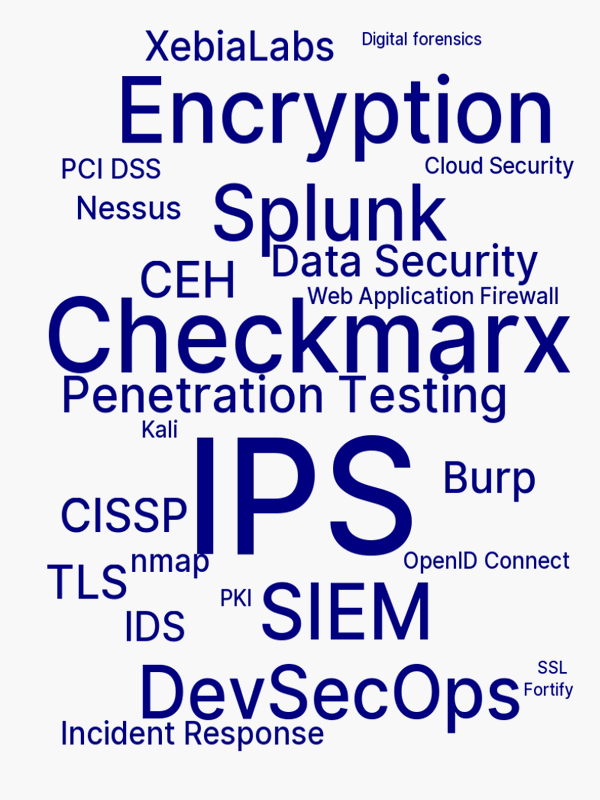 XebiaLabs
Digital forensics
Encryption
PCI DSS
Cloud Security
Nessus
Splunk
Data Security
CEH
Web Application Firewall
Checkmarx
Penetration Testing
Kali
IPS
Burp
CISSP
nmap
OpenID Connect
TLS
PKI
SIEM
IDS
DevSecOps
SSL
Fortify
Incident Response